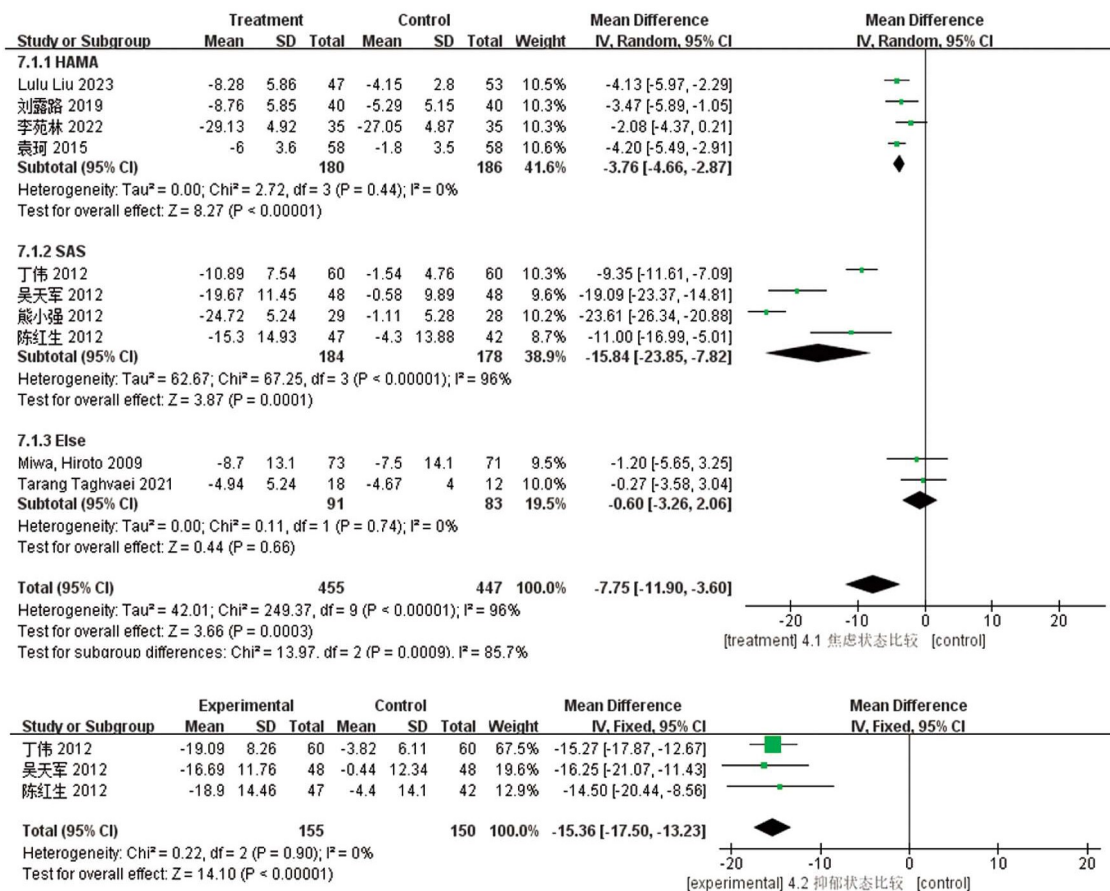 Treatment Control Mean Difference Mean Difference
Study or Subgroup Mean SD Total Mean SD Total Weight IV, Random, 95% CI IV, Random, 95% CI
7.1.1 HAMA
Lulu Liu 2023 -8.28 5.86 47 -4.15 2.8 53 10.5% -4.13 [-5.97, -2.29]
刘露路 2019 -8.76 5.85 40 -5.29 5.15 40 10.3% -3.47 [-5.89, -1.05]
李苑林 2022 -29.13 4.92 35 -27.05 4.87 35 10.3% -2.08 [-4.37, 0.21]
袁珂 2015 -6 3.6 58 -1.8 3.5 58 10.6% -4.20 [-5.49, -2.91]
Subtotal (95% CI) 180 186 41.6% -3.76 [-4.66, -2.87]
Heterogeneity: Tau² = 0.00; Chi² = 2.72, df = 3 (P = 0.44); I² = 0%
Test for overall effect: Z = 8.27 (P < 0.00001)
7.1.2 SAS
丁伟 2012 -10.89 7.54 60 -1.54 4.76 60 10.3% -9.35 [-11.61, -7.09]
吴天军 2012 -19.67 11.45 48 -0.58 9.89 48 9.6% -19.09 [-23.37, -14.81]
熊小强 2012 -24.72 5.24 29 -1.11 5.28 28 10.2% -23.61 [-26.34, -20.88]
陈红生 2012 -15.3 14.93 47 -4.3 13.88 42 8.7% -11.00 [-16.99, -5.01]
Subtotal (95% CI) 184 178 38.9% -15.84 [-23.85, -7.82]
Heterogeneity: Tau² = 62.67; Chi² = 67.25, df = 3 (P < 0.00001); I² = 96%
Test for overall effect: Z = 3.87 (P = 0.0001)
7.1.3 Else
Miwa, Hiroto 2009 -8.7 13.1 73 -7.5 14.1 71 9.5% -1.20 [-5.65, 3.25]
Tarang Taghvaei 2021 -4.94 5.24 18 -4.67 4 12 10.0% -0.27 [-3.58, 3.04]
Subtotal (95% CI) 91 83 19.5% -0.60 [-3.26, 2.06]
Heterogeneity: Tau² = 0.00; Chi² = 0.11, df = 1 (P = 0.74); I² = 0%
Test for overall effect: Z = 0.44 (P = 0.66)
Total (95% CI) 455 447 100.0% -7.75 [-11.90, -3.60]
Heterogeneity: Tau² = 42.01; Chi² = 249.37, df = 9 (P < 0.00001); I² = 96%
Test for overall effect: Z = 3.66 (P = 0.0003)
Test for subgroup differences: Chi² = 13.97, df = 2 (P = 0.0009), I² = 85.7%
-20 -10 0 10 20
[treatment] 4.1 焦虑状态比较 [control]
Experimental Control Mean Difference Mean Difference
Study or Subgroup Mean SD Total Mean SD Total Weight IV, Fixed, 95% CI IV, Fixed, 95% CI
丁伟 2012 -19.09 8.26 60 -3.82 6.11 60 67.5% -15.27 [-17.87, -12.67]
吴天军 2012 -16.69 11.76 48 -0.44 12.34 48 19.6% -16.25 [-21.07, -11.43]
陈红生 2012 -18.9 14.46 47 -4.4 14.1 42 12.9% -14.50 [-20.44, -8.56]
Total (95% CI) 155 150 100.0% -15.36 [-17.50, -13.23]
Heterogeneity: Chi² = 0.22, df = 2 (P = 0.90); I² = 0%
Test for overall effect: Z = 14.10 (P < 0.00001)
-20 -10 0 10 20
[experimental] 4.2 抑郁状态比较 [control]